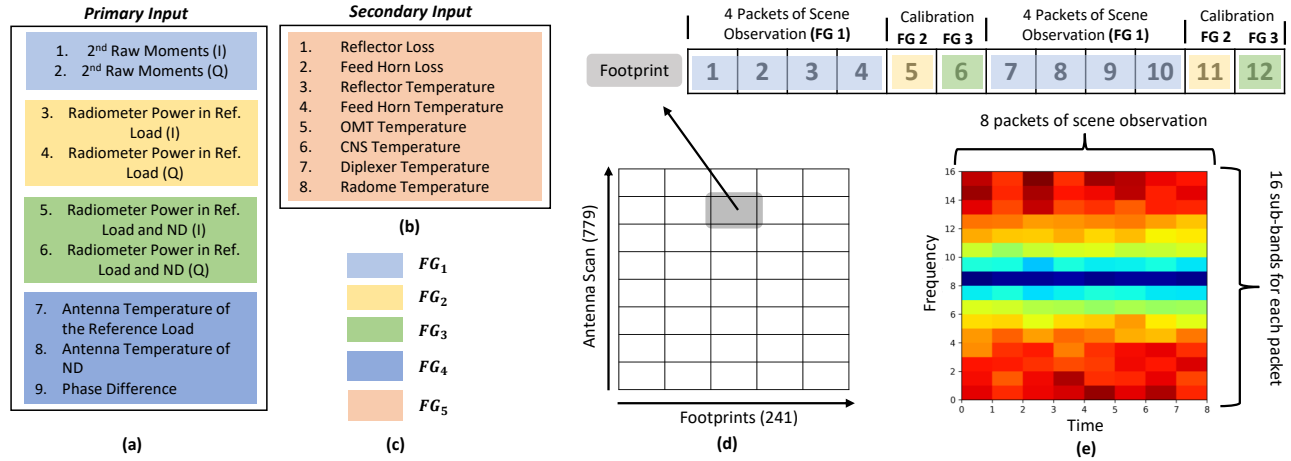 Primary Input
1. 2nd Raw Moments (I)
2. 2nd Raw Moments (Q)
3. Radiometer Power in Ref.
Load (I)
4. Radiometer Power in Ref.
Load (Q)
5. Radiometer Power in Ref.
Load and ND (I)
6. Radiometer Power in Ref.
Load and ND (Q)
7. Antenna Temperature of
the Reference Load
8. Antenna Temperature of
ND
9. Phase Difference
(a)
Secondary Input
1. Reflector Loss
2. Feed Horn Loss
3. Reflector Temperature
4. Feed Horn Temperature
5. OMT Temperature
6. CNS Temperature
7. Diplexer Temperature
8. Radome Temperature
(b)
FG1
FG2
FG3
FG4
FG5
(c)
4 Packets of Scene
Observation (FG 1)
Calibration
FG 2 FG 3
4 Packets of Scene
Observation (FG 1)
Calibration
FG 2 FG 3
Footprint
1 2 3 4 5 6 7 8 9 10 11 12
Antenna Scan (779)
Footprints (241)
(d)
8 packets of scene observation
16
14
12
10
8
6
4
2
0
Frequency
0 1 2 3 4 5 6 7 8
Time
16 sub-bands for each
packet
(e)